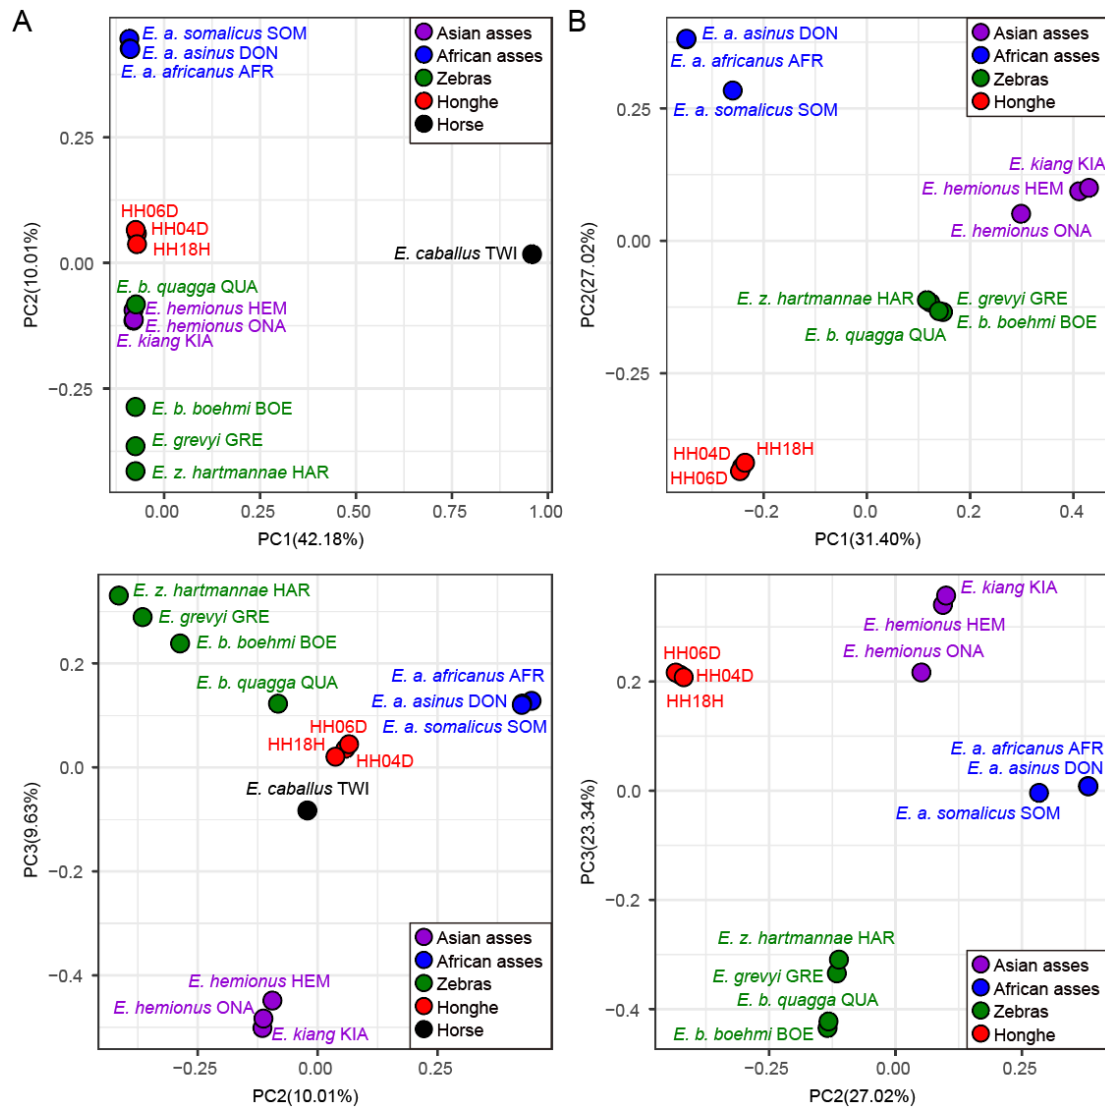 A
E. a. somalicus SOM
E. a. asinus DON
E. a. africanus AFR
Asian asses
African asses
Zebras
Honghe
Horse
0.25
0.00
−0.25
PC2(10.01%)
HH06D
HH04D
HH18H
E. caballus TWI
E. b. quagga QUA
E. hemionus HEM
E. hemionus ONA
E. kiang KIA
E. b. boehmi BOE
E. grevyi GRE
E. z. hartmannae HAR
0.00
0.25
0.50
0.75
1.00
PC1(42.18%)
B
E. a. asinus DON
E. a. africanus AFR
E. a. somalicus SOM
Asian asses
African asses
Zebras
Honghe
0.25
0.00
−0.25
PC2(27.02%)
E. kiang KIA
E. hemionus HEM
E. hemionus ONA
E. z. hartmannae HAR
E. grevyi GRE
E. b. boehmi BOE
E. b. quagga QUA
HH04D
HH18H
HH06D
−0.2
0.0
0.2
0.4
PC1(31.40%)
E. z. hartmannae HAR
E. grevyi GRE
E. b. boehmi BOE
E. b. quagga QUA
E. a. africanus AFR
E. a. asinus DON
E. a. somalicus SOM
HH06D
HH18H
HH04D
E. caballus TWI
0.2
0.0
−0.2
−0.4
PC3(9.63%)
E. hemionus HEM
E. hemionus ONA
E. kiang KIA
Asian asses
African asses
Zebras
Honghe
Horse
−0.25
0.00
0.25
PC2(10.01%)
E. kiang KIA
E. hemionus HEM
E. hemionus ONA
HH06D
HH04D
HH18H
E. a. africanus AFR
E. a. asinus DON
E. a. somalicus SOM
0.2
0.0
−0.2
−0.4
PC3(23.34%)
E. z. hartmannae HAR
E. grevyi GRE
E. b. quagga QUA
E. b. boehmi BOE
Asian asses
African asses
Zebras
Honghe
−0.25
0.00
0.25
PC2(27.02%)